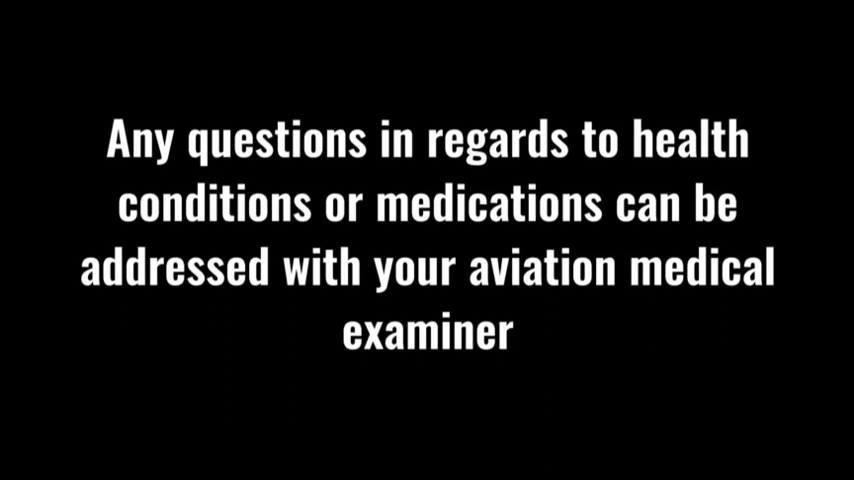 Any questions in regards to health
conditions or medications can be
addressed with your aviation medical
examiner